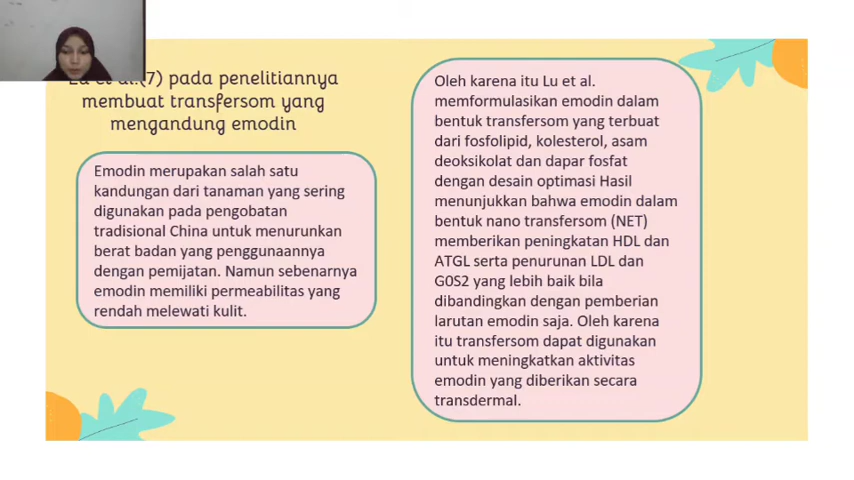 Lu et al.(7) pada penelitiannya
membuat transfersom yang
mengandung emodin
Emodin merupakan salah satu
kandungan dari tanaman yang sering
digunakan pada pengobatan
tradisional China untuk menurunkan
berat badan yang penggunaannya
dengan pemijatan. Namun sebenarnya
emodin memiliki permeabilitas yang
rendah melewati kulit.
Oleh karena itu Lu et al.
memformulasikan emodin dalam
bentuk transfersom yang terbuat
dari fosfolipid, kolesterol, asam
deoksikolat dan dapar fosfat
dengan desain optimasi Hasil
menunjukkan bahwa emodin dalam
bentuk nano transfersom (NET)
memberikan peningkatan HDL dan
ATGL serta penurunan LDL dan
G0S2 yang lebih baik bila
dibandingkan dengan pemberian
larutan emodin saja. Oleh karena
itu transfersom dapat digunakan
untuk meningkatkan aktivitas
emodin yang diberikan secara
transdermal.